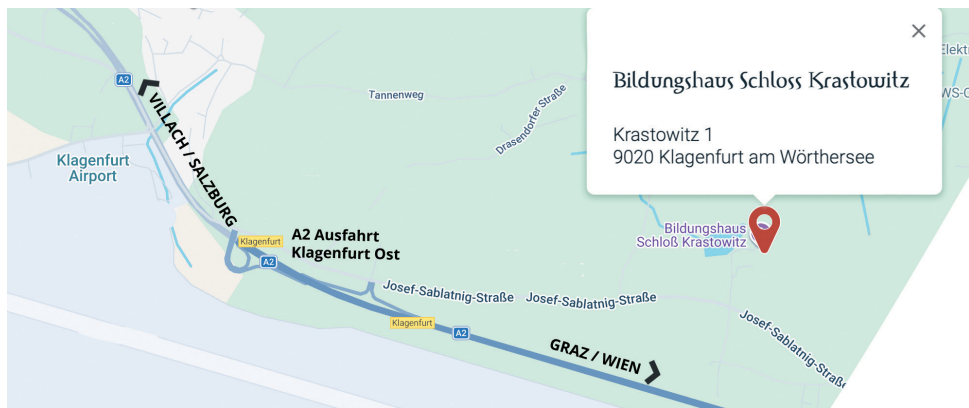 Bildungshaus Schloss Krastowitz
Krastowitz 1
9020 Klagenfurt am Wörthersee
A2
VILLACH / SALZBURG
Tannenweg
Drasendorfer Straße
Klagenfurt
Airport
Klagenfurt
A2 Ausfahrt
Klagenfurt Ost
A2
Bildungshaus
Schloß Krastowitz
Josef-Sablatnig-Straße
Josef-Sablatnig-Straße
Josef-Sablatnig-Straße
Klagenfurt
A2
GRAZ / WIEN